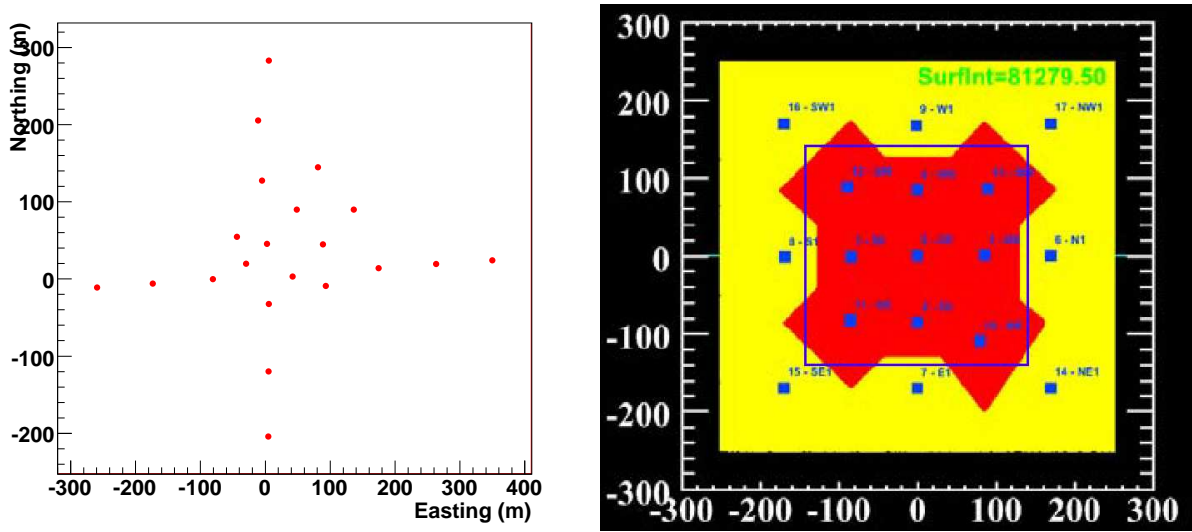 Northing (m)
300
200
100
0
-100
-200
-300 -200 -100 0 100 200 300 400
Easting (m)
300
200
100
0
-100
-200
-300
-300 -200 -100 0 100 200 300
SurfInt=81279.50
16 - SW1
9 - W1
17 - NW1
8 - S1
6 - N1
15 - SE1
7 - E1
14 - NE1